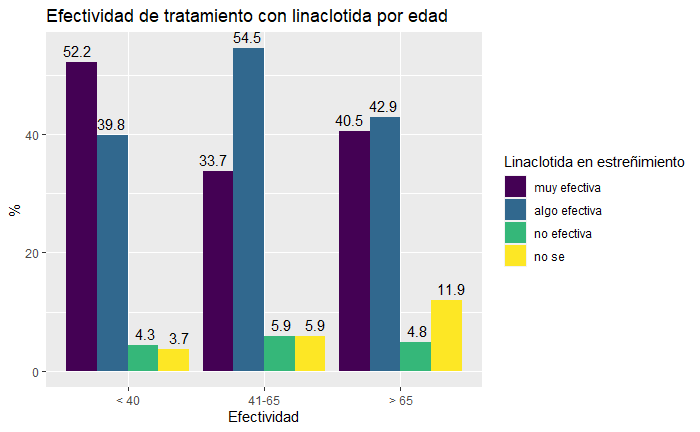 Efectividad de tratamiento con linaclotida por edad
52.2
39.8
4.3
3.7
33.7
54.5
5.9
5.9
40.5
42.9
4.8
11.9
%
40
20
0
< 40
41-65
> 65
Efectividad
Linaclotida en estreñimiento
muy efectiva
algo efectiva
no efectiva
no se